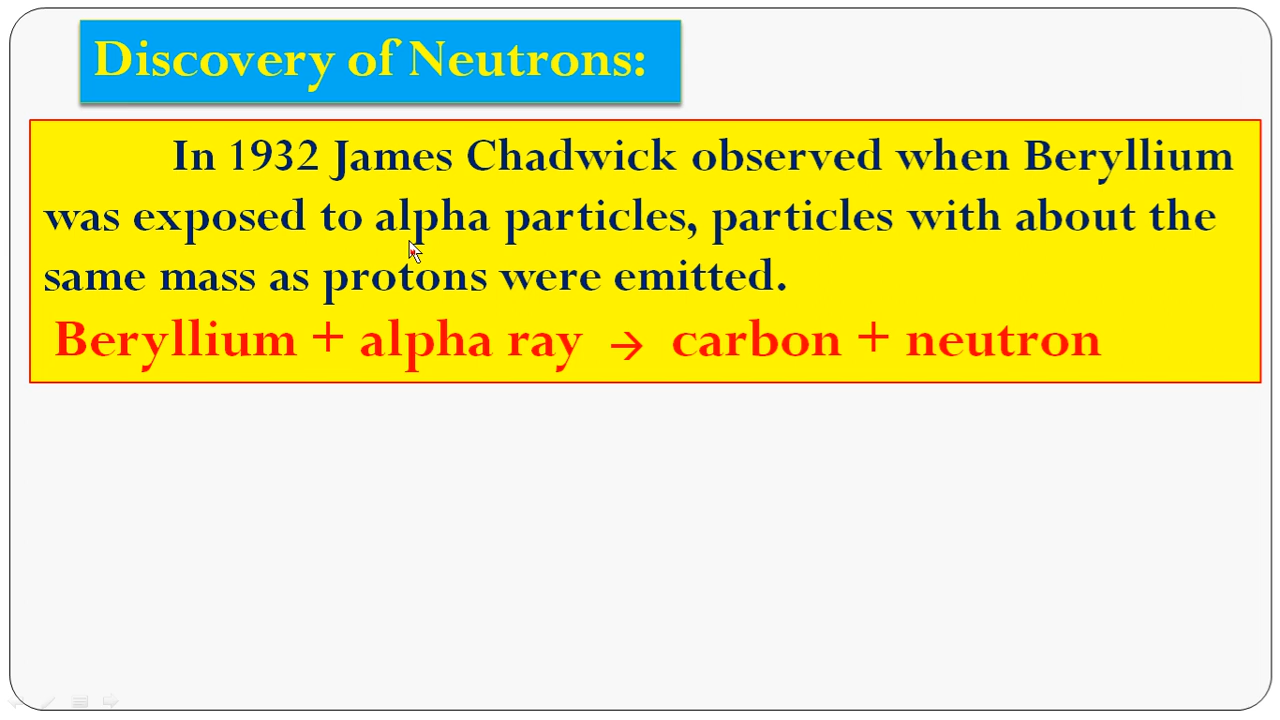 Discovery of Neutrons:
In 1932 James Chadwick observed when Beryllium
was exposed to alpha particles, particles with about the
same mass as protons were emitted.
Beryllium + alpha ray → carbon + neutron